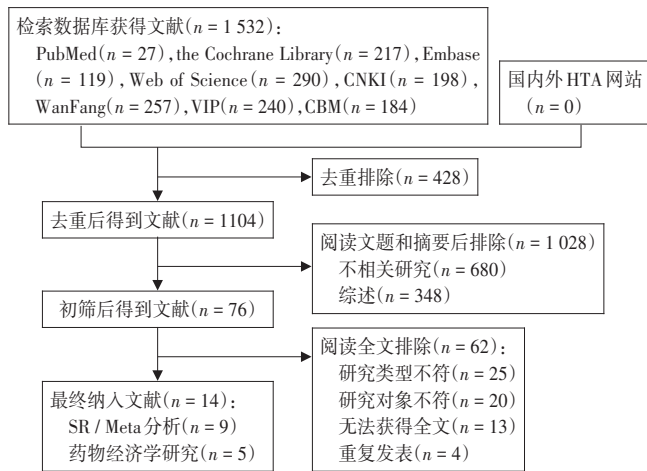 检索数据库获得文献(n = 1 532)：
PubMed(n = 27),the Cochrane Library(n = 217),Embase
(n = 119),Web of Science(n = 290),CNKI(n = 198),
WanFang(n = 257),VIP(n = 240),CBM(n = 184)
国内外HTA网站
(n = 0)
去重排除(n = 428)
去重后得到文献(n = 1104)
阅读文题和摘要后排除(n = 1 028)
不相关研究(n = 680)
综述(n = 348)
初筛后得到文献(n = 76)
阅读全文排除(n = 62)：
研究类型不符(n = 25)
研究对象不符(n = 20)
无法获得全文(n = 13)
重复发表(n = 4)
最终纳入文献(n = 14)：
SR / Meta分析(n = 9)
药物经济学研究(n = 5)